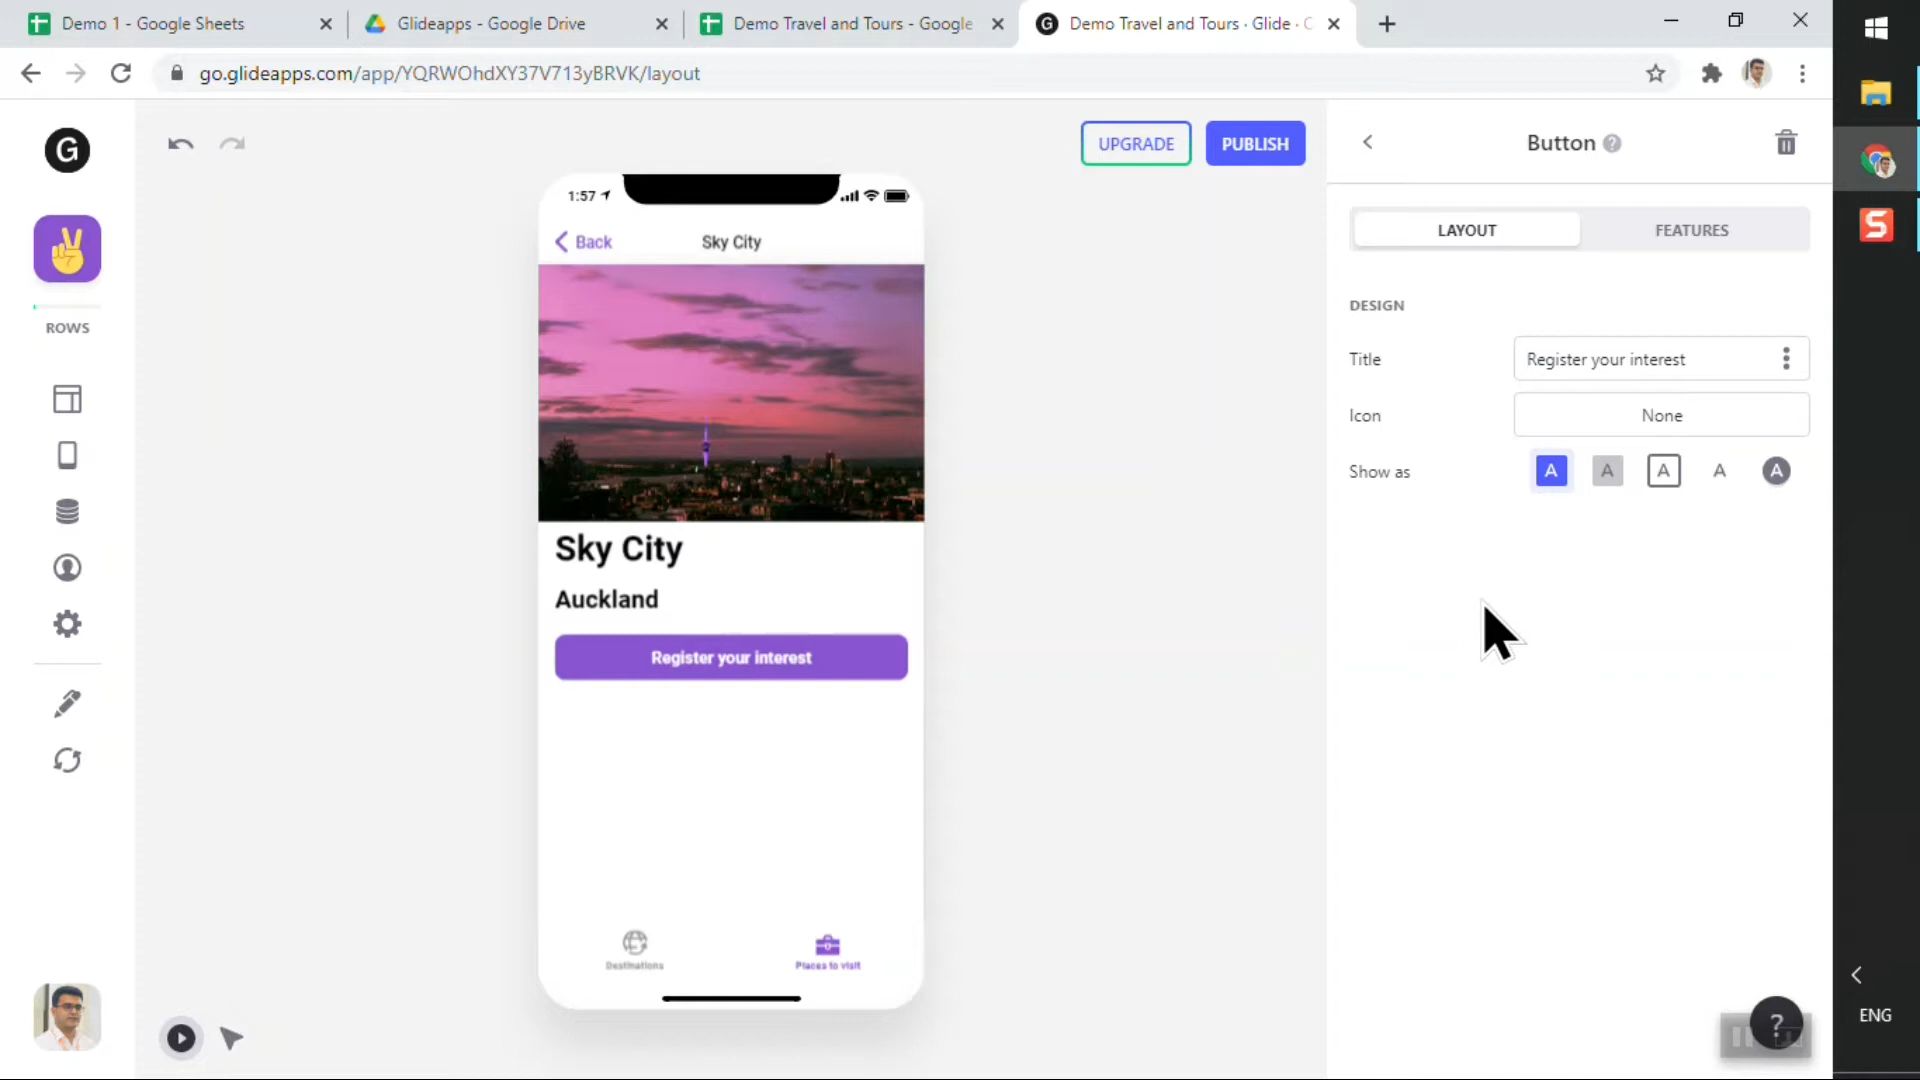 Demo 1 - Google Sheets
Glideapps - Google Drive
Demo Travel and Tours - Google
Demo Travel and Tours · Glide · C
go.glideapps.com/app/YQRWOhdXY37V713yBRVK/layout
G
ROWS
UPGRADE
PUBLISH
1:57
Back
Sky City
Sky City
Auckland
Register your interest
Destinations
Places to visit
Button
LAYOUT
FEATURES
DESIGN
Title
Register your interest
Icon
None
Show as
A
A
A
A
A
?
S
ENG